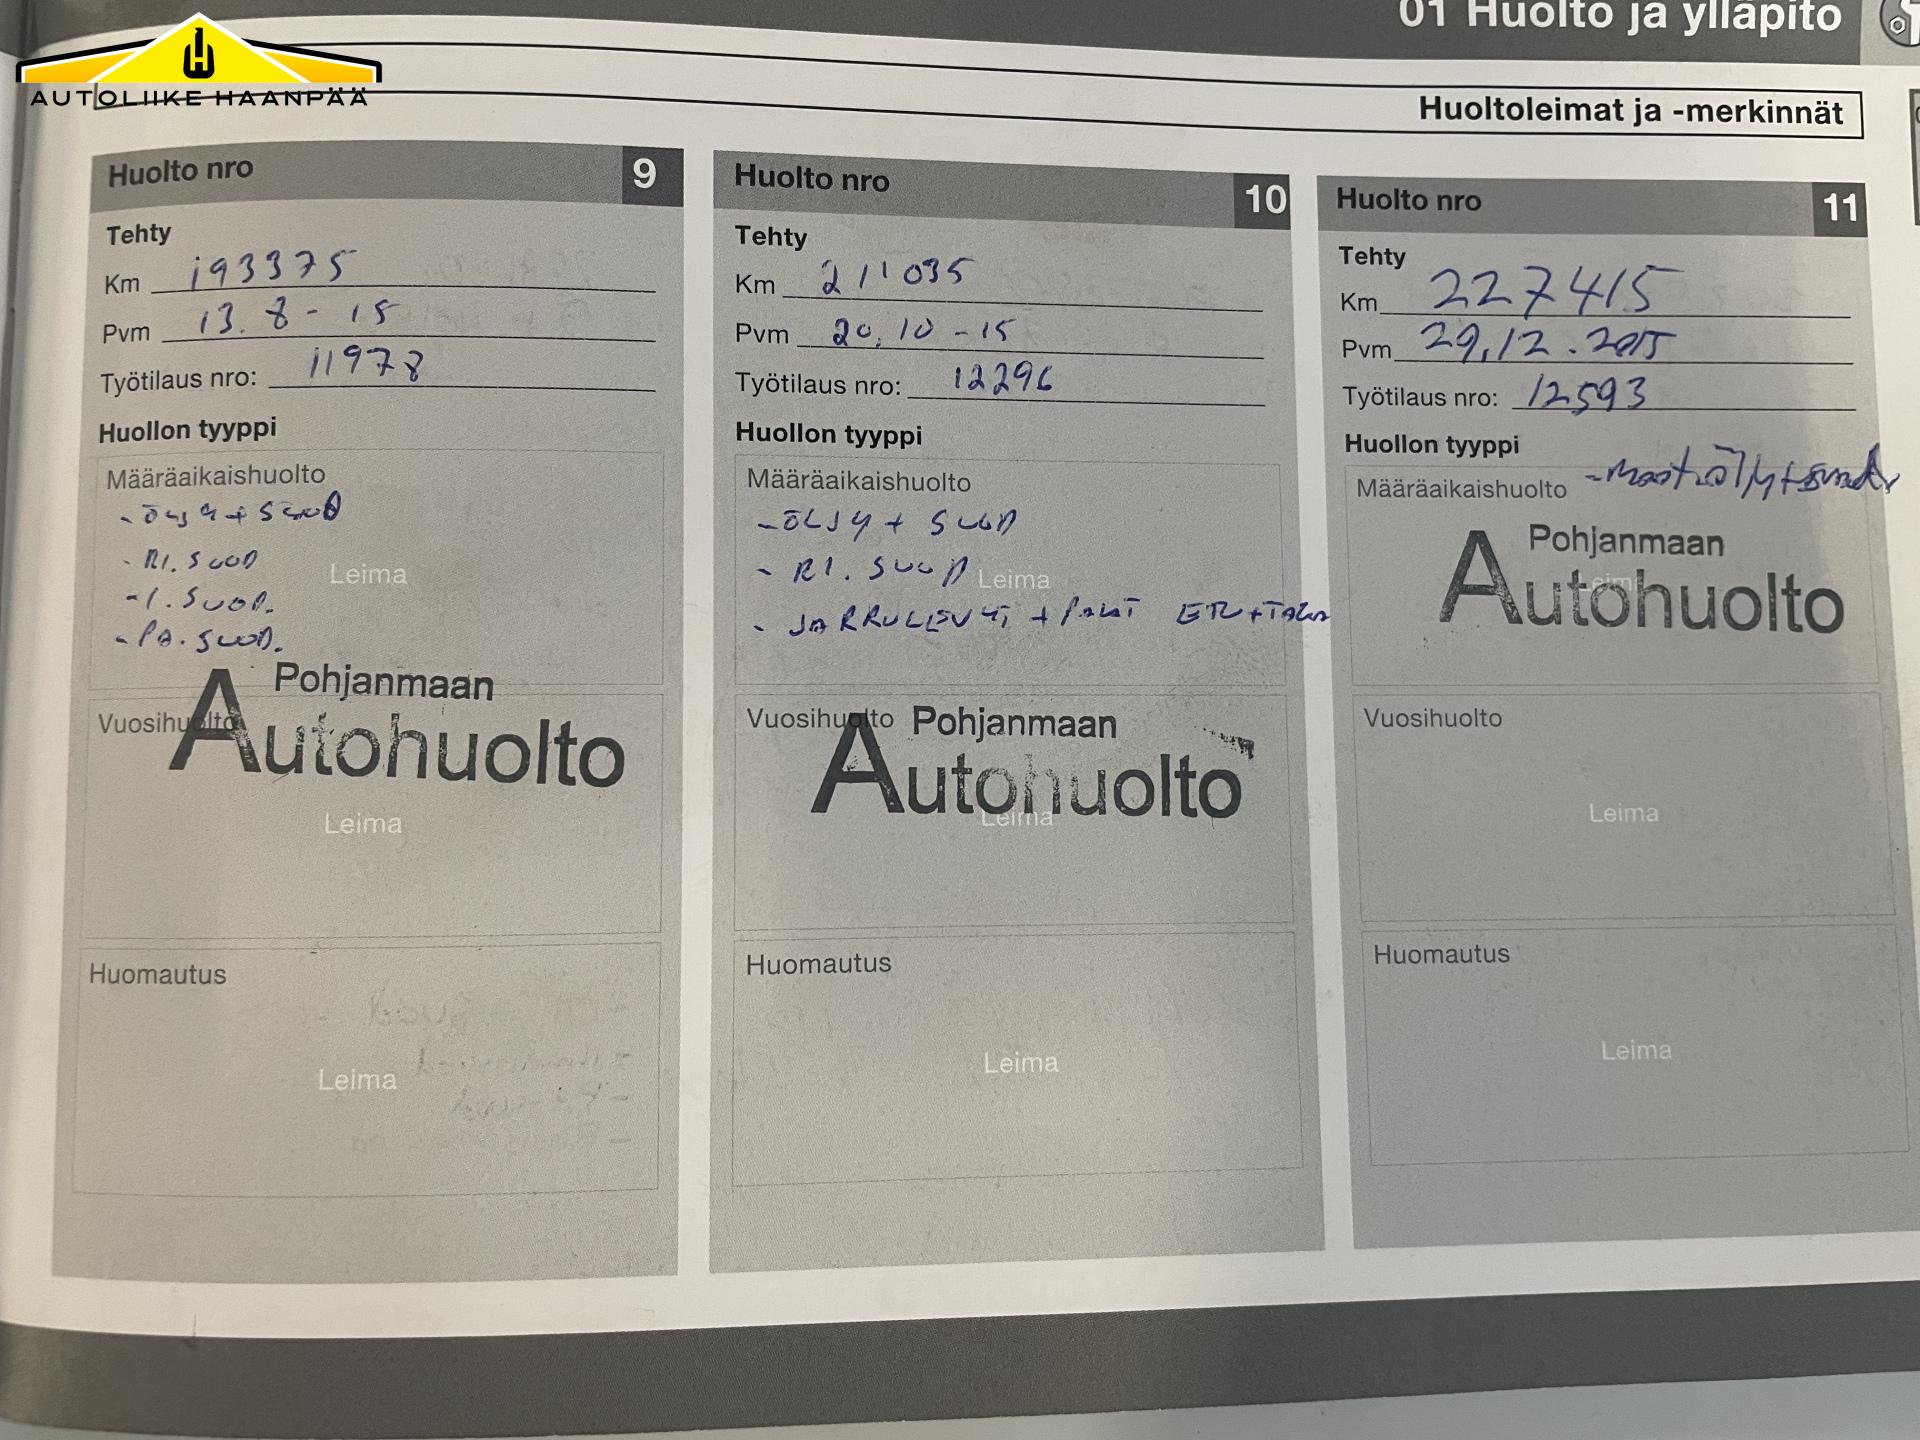 01 Huolto ja ylläpito
AUTOLIIKE HAANPÄÄ
Huoltoleimat ja -merkinnät
Huolto nro 9
Tehty
Km 193375
Pvm 13.8-15
Työtilaus nro: 11978
Huollon tyyppi
Määräaikaishuolto
- ÖLJY + SUOD
- RI. SUOD
Leima
- I. SUOD.
- PA. SUOD.
Pohjanmaan
Autohuolto
Vuosihuolto
Leima
Huomautus
Leima
Huolto nro 10
Tehty
Km 211035
Pvm 20.10-15
Työtilaus nro: 12296
Huollon tyyppi
Määräaikaishuolto
- ÖLJY + SUOD
- RI. SUOD
Leima
- JARRULEVYT + PALAT ETU+TAKA
Vuosihuolto
Pohjanmaan
Autohuolto
Leima
Huomautus
Leima
Huolto nro 11
Tehty
Km 227415
Pvm 29.12.2015
Työtilaus nro: 12593
Huollon tyyppi
Määräaikaishuolto
Pohjanmaan
Autohuolto
Leima
Vuosihuolto
Leima
Huomautus
Leima